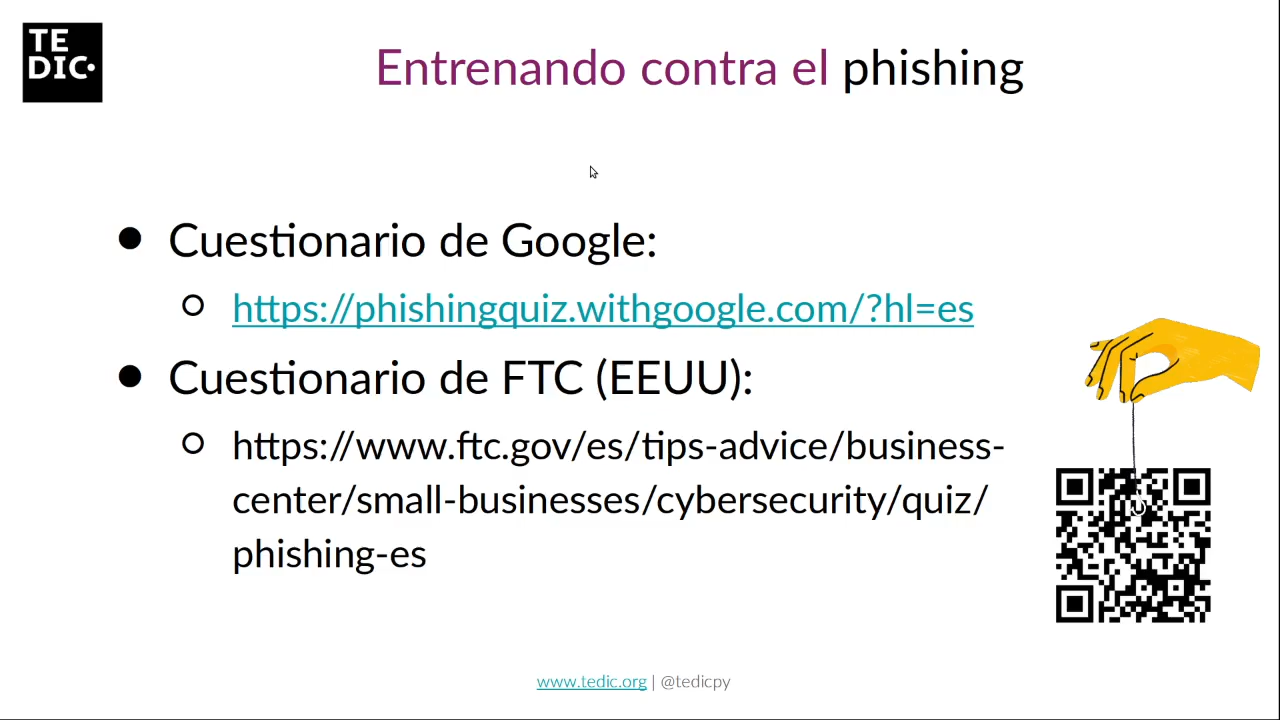 TE
DIC
Entrenando contra el phishing
Cuestionario de Google:
https://phishingquiz.withgoogle.com/?hl=es
Cuestionario de FTC (EEUU):
https://www.ftc.gov/es/tips-advice/business-
center/small-businesses/cybersecurity/quiz/
phishing-es
www.tedic.org | @tedicpy